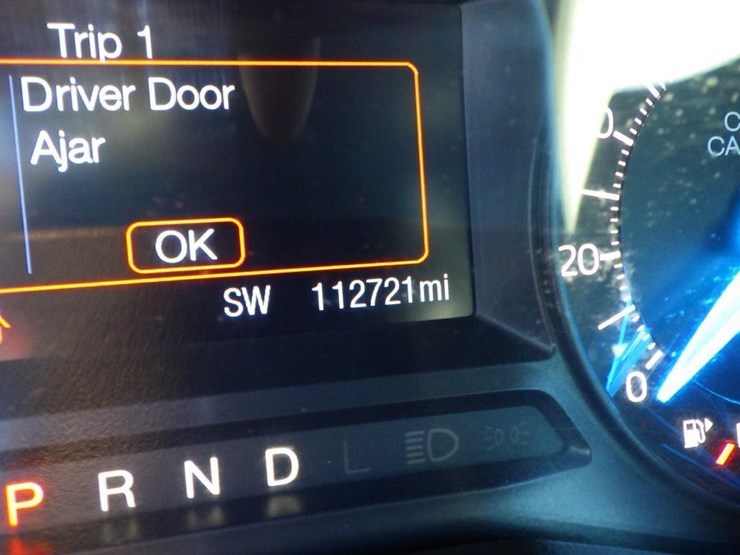 Trip 1
Driver Door
Ajar
OK
SW 112721mi
20
0
P R N D L